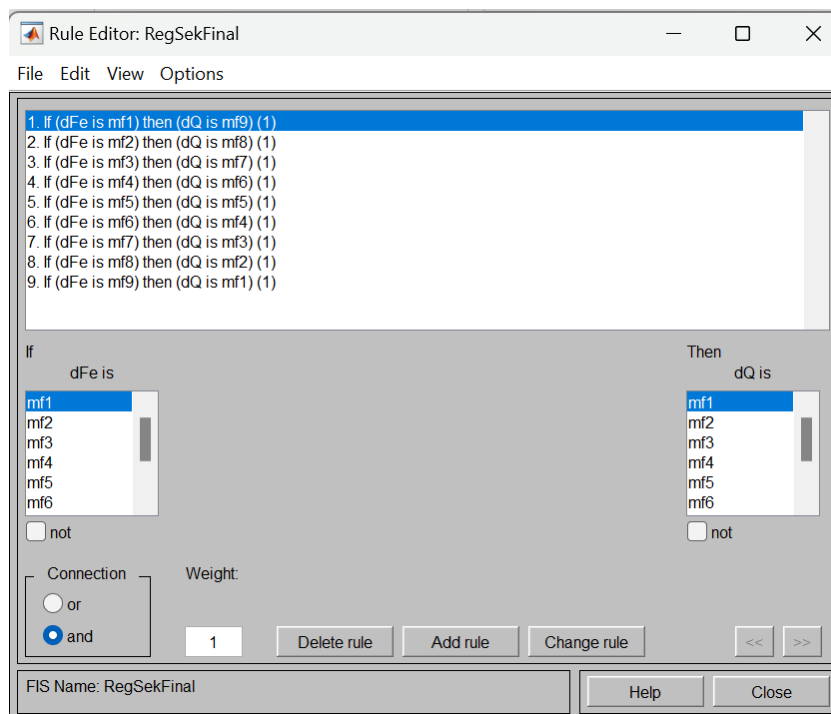 Rule Editor: RegSekFinal
File Edit View Options
1. If (dFe is mf1) then (dQ is mf9) (1)
2. If (dFe is mf2) then (dQ is mf8) (1)
3. If (dFe is mf3) then (dQ is mf7) (1)
4. If (dFe is mf4) then (dQ is mf6) (1)
5. If (dFe is mf5) then (dQ is mf5) (1)
6. If (dFe is mf6) then (dQ is mf4) (1)
7. If (dFe is mf7) then (dQ is mf3) (1)
8. If (dFe is mf8) then (dQ is mf2) (1)
9. If (dFe is mf9) then (dQ is mf1) (1)
If
dFe is
mf1
mf2
mf3
mf4
mf5
mf6
not
Then
dQ is
mf1
mf2
mf3
mf4
mf5
mf6
not
Connection
or
and
Weight:
1
Delete rule
Add rule
Change rule
<<
>>
FIS Name: RegSekFinal
Help
Close